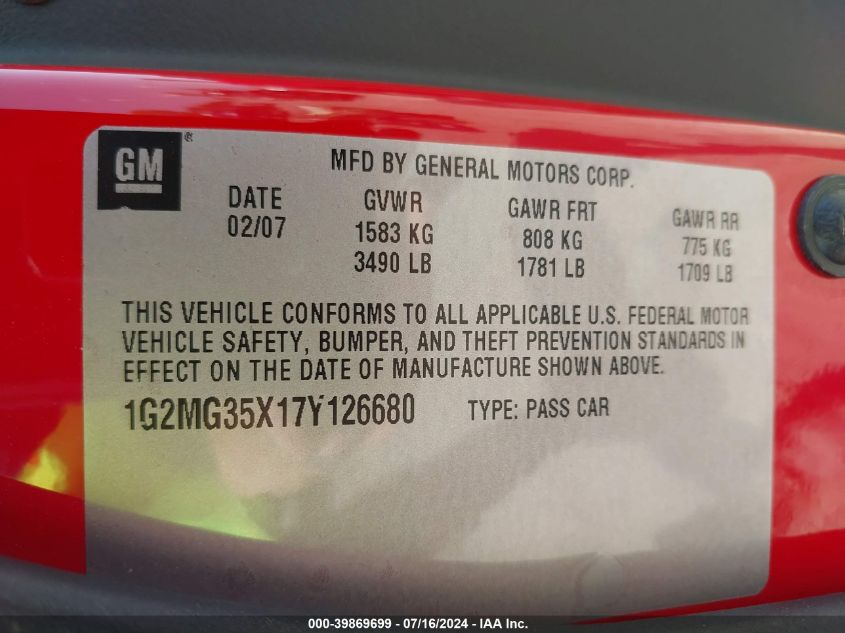 GM ®
MFD BY GENERAL MOTORS CORP.
DATE GVWR GAWR FRT GAWR RR
02/07 1583 KG 808 KG 775 KG
3490 LB 1781 LB 1709 LB
THIS VEHICLE CONFORMS TO ALL APPLICABLE U.S. FEDERAL MOTOR
VEHICLE SAFETY, BUMPER, AND THEFT PREVENTION STANDARDS IN
EFFECT ON THE DATE OF MANUFACTURE SHOWN ABOVE.
1G2MG35X17Y126680 TYPE: PASS CAR
000-39869699 - 07/16/2024 - IAA Inc.